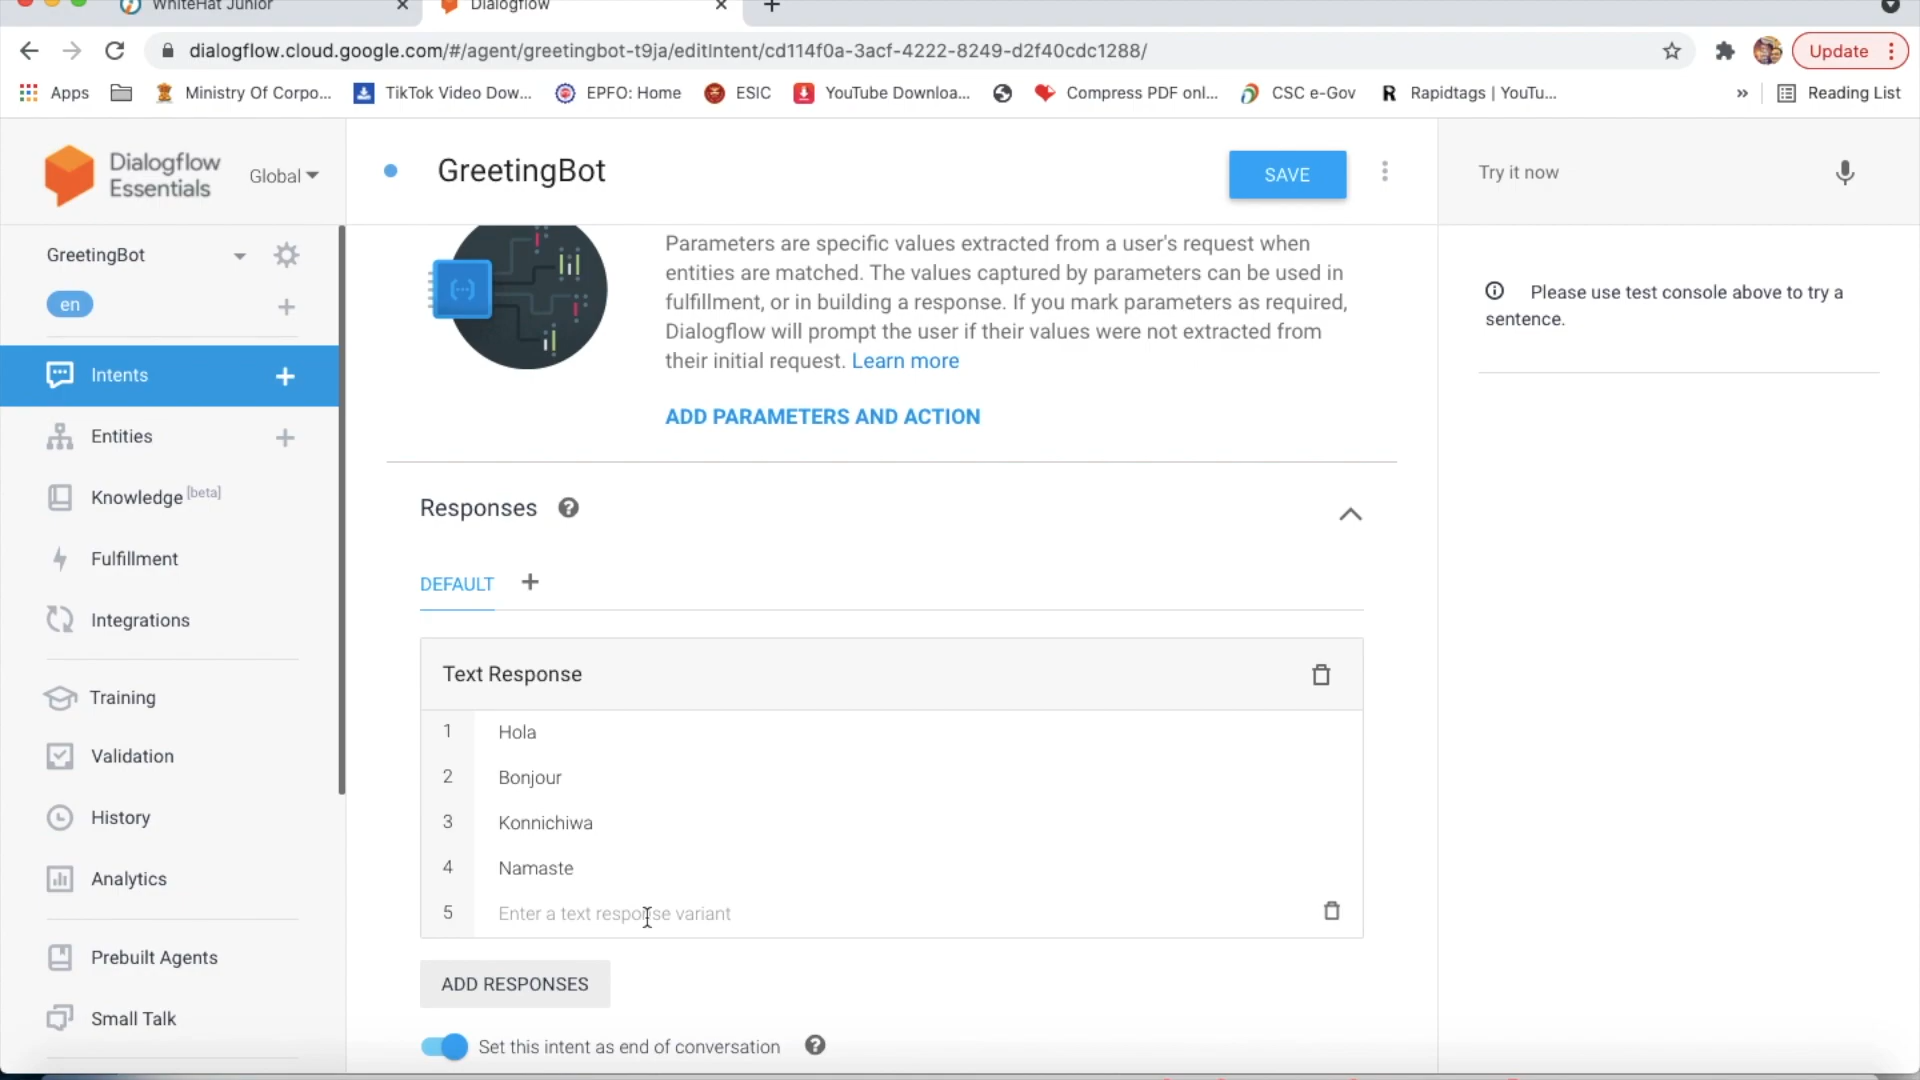 WhiteHat Junior
Dialogflow
dialogflow.cloud.google.com/#/agent/greetingbot-t9ja/editIntent/cd114f0a-3acf-4222-8249-d2f40cdc1288/
Update
Apps
Ministry Of Corpo...
TikTok Video Dow...
EPFO: Home
ESIC
YouTube Downloa...
Compress PDF onl...
CSC e-Gov
R
Rapidtags | YouTu...
»
Reading List
Dialogflow
Essentials
Global
GreetingBot
SAVE
Try it now
GreetingBot
en
Intents
Entities
Knowledge [beta]
Fulfillment
Integrations
Training
Validation
History
Analytics
Prebuilt Agents
Small Talk
Parameters are specific values extracted from a user's request when
entities are matched. The values captured by parameters can be used in
fulfillment, or in building a response. If you mark parameters as required,
Dialogflow will prompt the user if their values were not extracted from
their initial request. Learn more
ADD PARAMETERS AND ACTION
Responses
DEFAULT
Text Response
1 Hola
2 Bonjour
3 Konnichiwa
4 Namaste
5 Enter a text response variant
ADD RESPONSES
Set this intent as end of conversation
Please use test console above to try a
sentence.